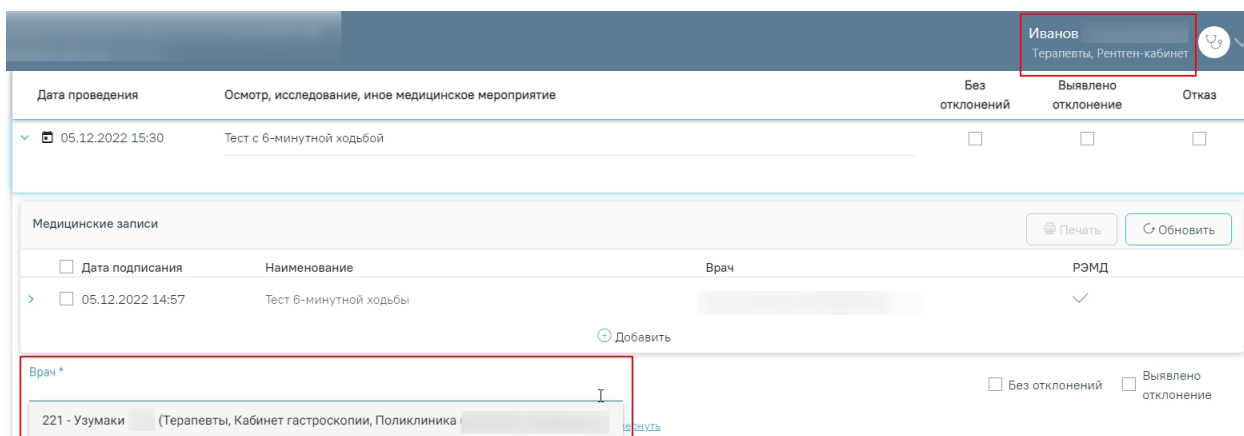 Иванов
Терапевты, Рентген-кабинет
Дата проведения Осмотр, исследование, иное медицинское мероприятие Без отклонений Выявлено отклонение Отказ
05.12.2022 15:30 Тест с 6-минутной ходьбой
Медицинские записи Печать Обновить
Дата подписания Наименование Врач РЭМД
05.12.2022 14:57 Тест 6-минутной ходьбы
Добавить
Врач *
Без отклонений Выявлено отклонение
221 - Узумаки (Терапевты, Кабинет гастроскопии, Поликлиника